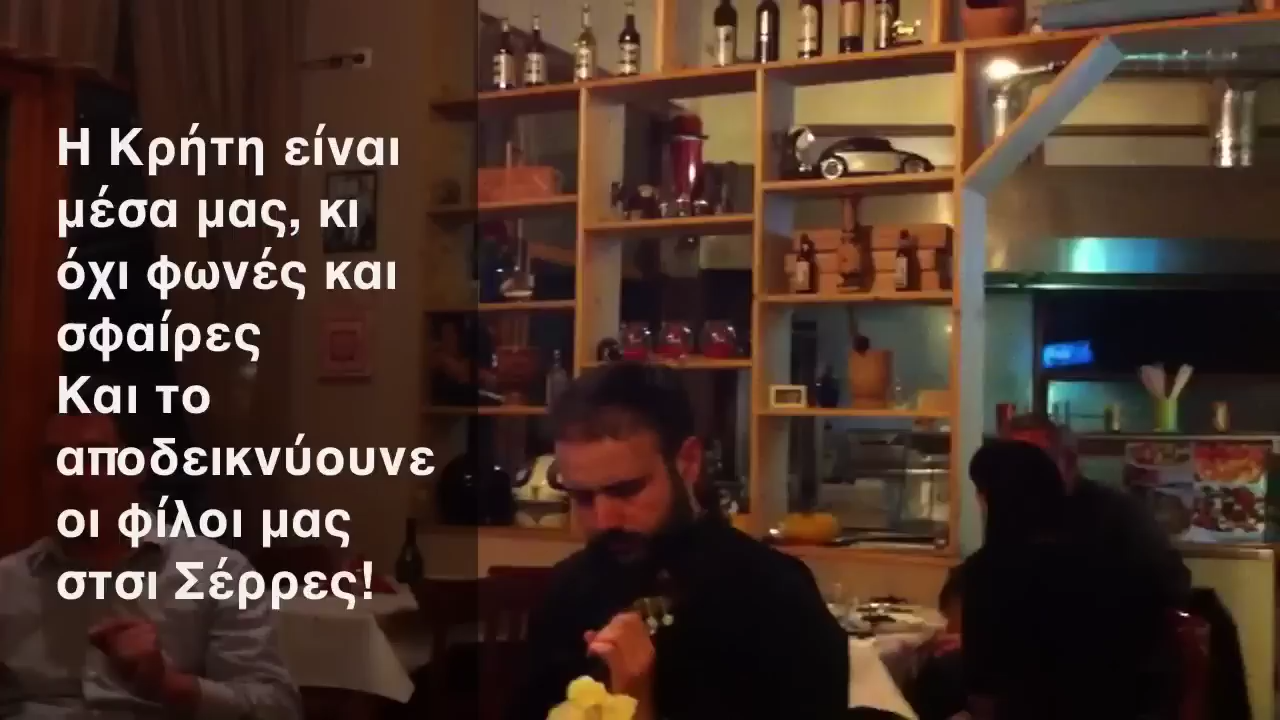 Η Κρήτη είναι
μέσα μας, κι
όχι φωνές και
σφαίρες
Και το
αποδεικνύουνε
οι φίλοι μας
στσι Σέρρες!